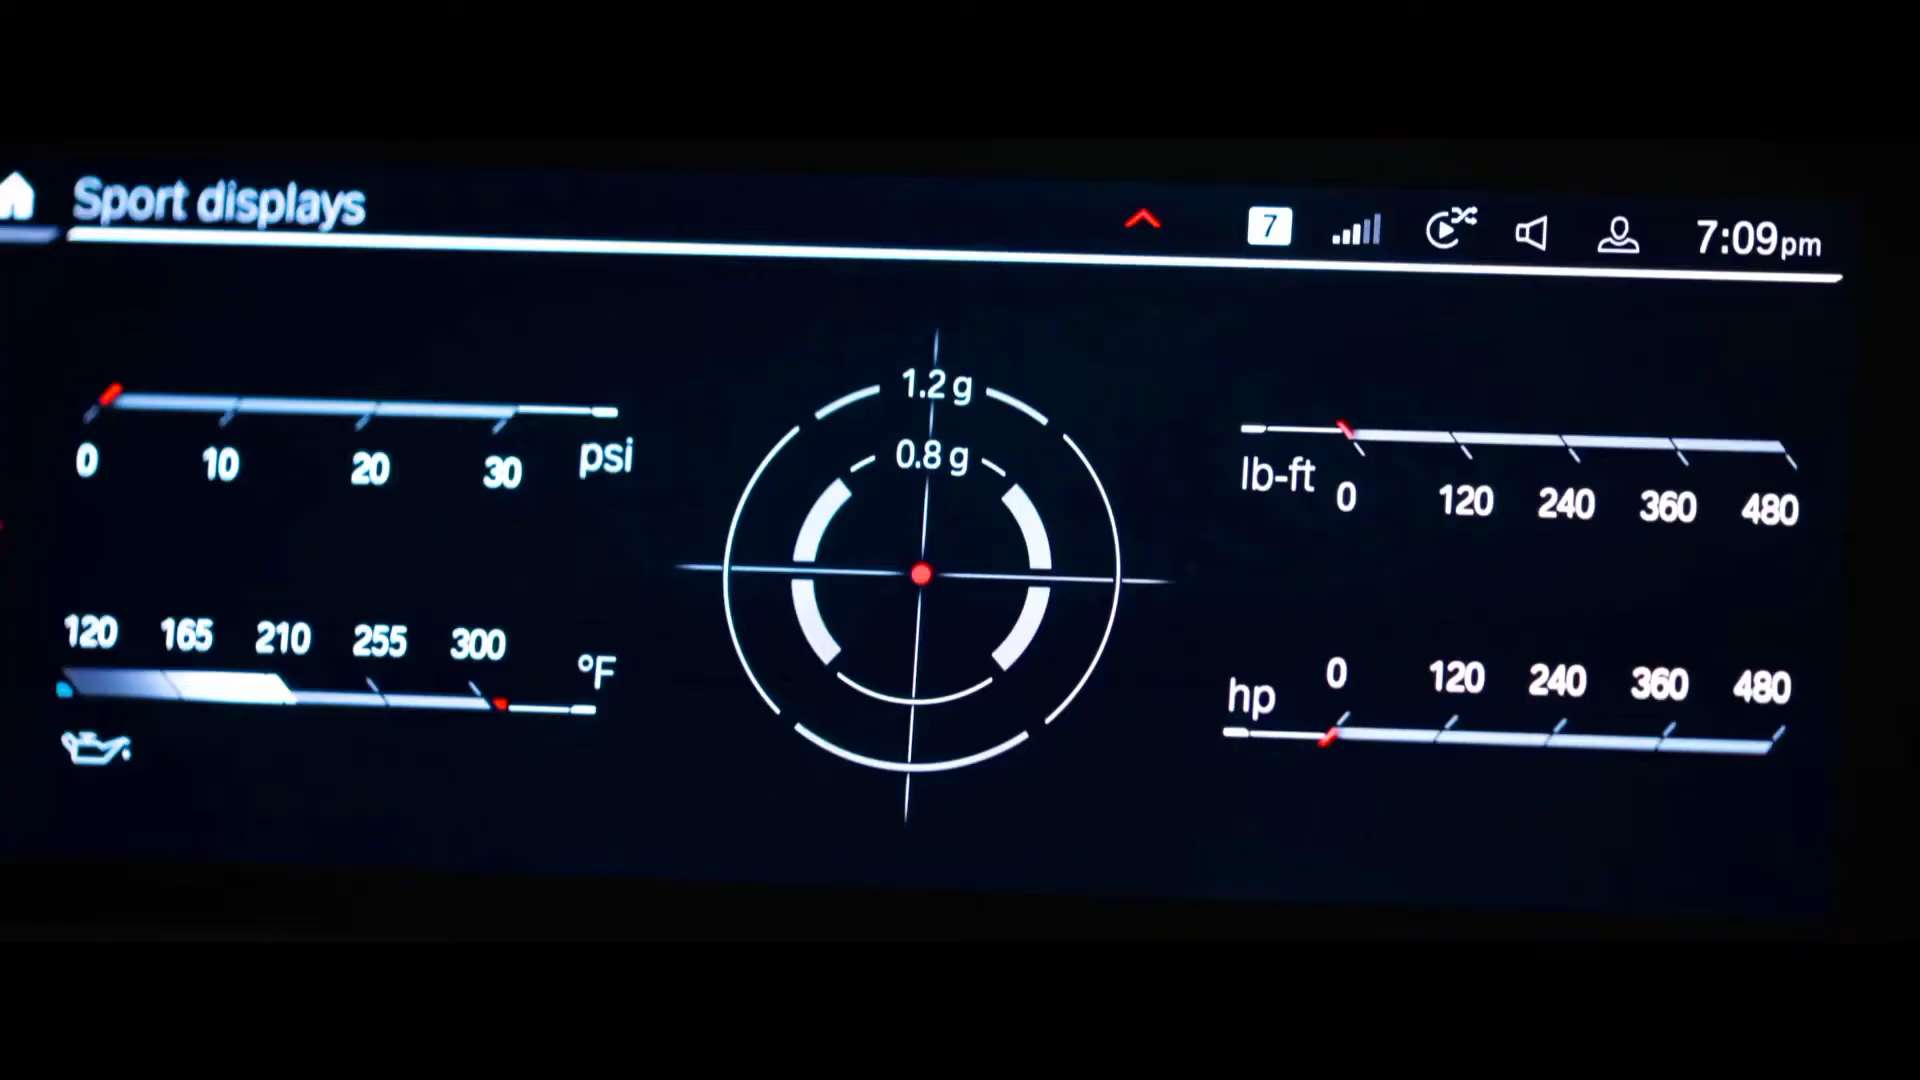 Sport displays
7
7:09pm
1.2 g
0.8 g
0 10 20 30 psi
lb-ft 0 120 240 360 480
120 165 210 255 300 °F
hp 0 120 240 360 480